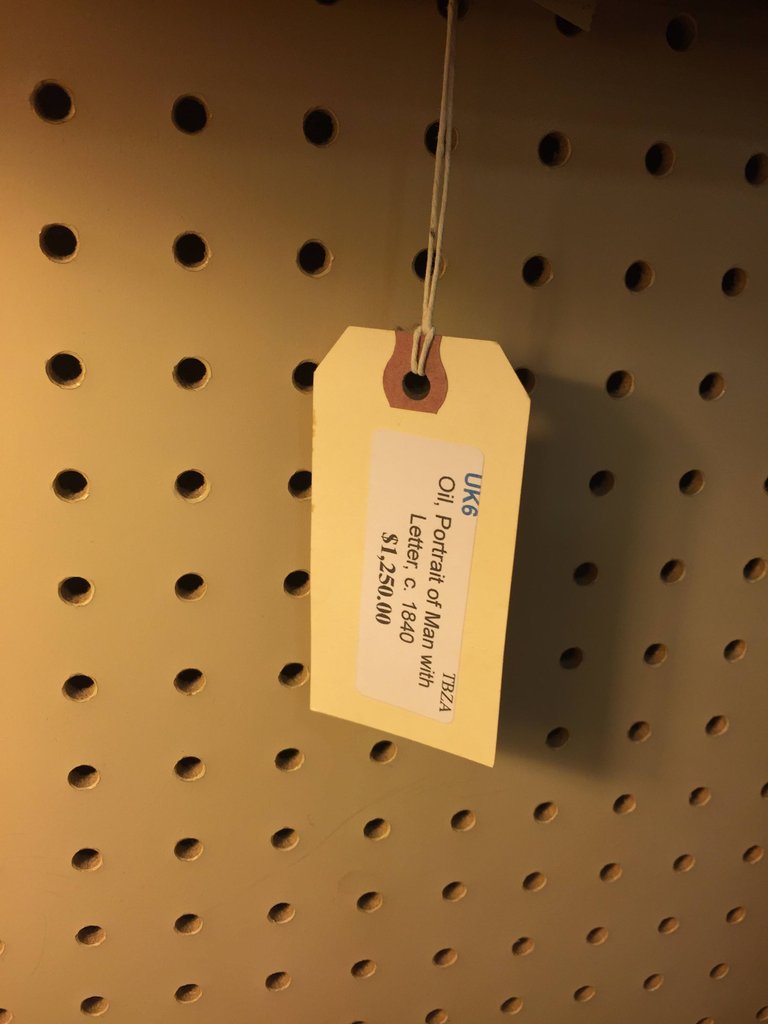 UK6 TBZA
Oil, Portrait of Man with
Letter, c. 1840
$1,250.00